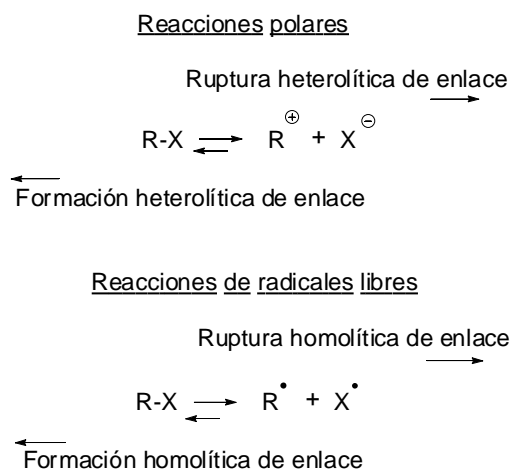 Reacciones polares
Ruptura heterolítica de enlace
R-X ⇌ R⊕ + X⊖
Formación heterolítica de enlace
Reacciones de radicales libres
Ruptura homolítica de enlace
R-X ⇌ R• + X•
Formación homolítica de enlace